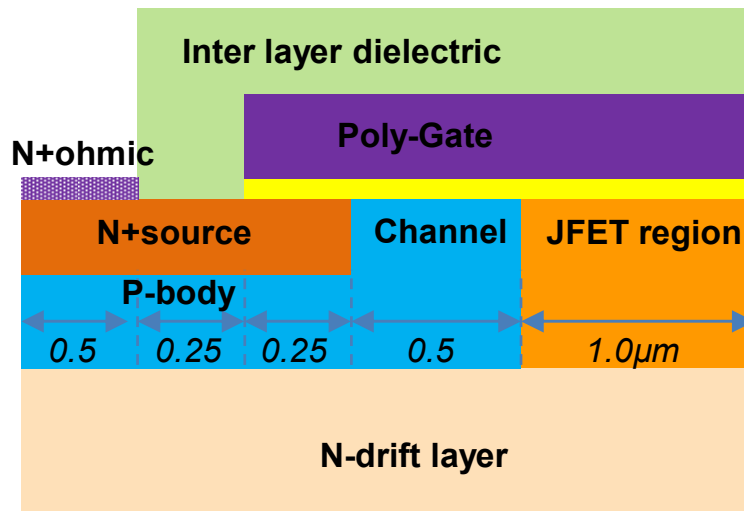 Inter layer dielectric
Poly-Gate
N+ohmic
N+source
Channel
JFET region
P-body
0.5
0.25
0.25
0.5
1.0μm
N-drift layer